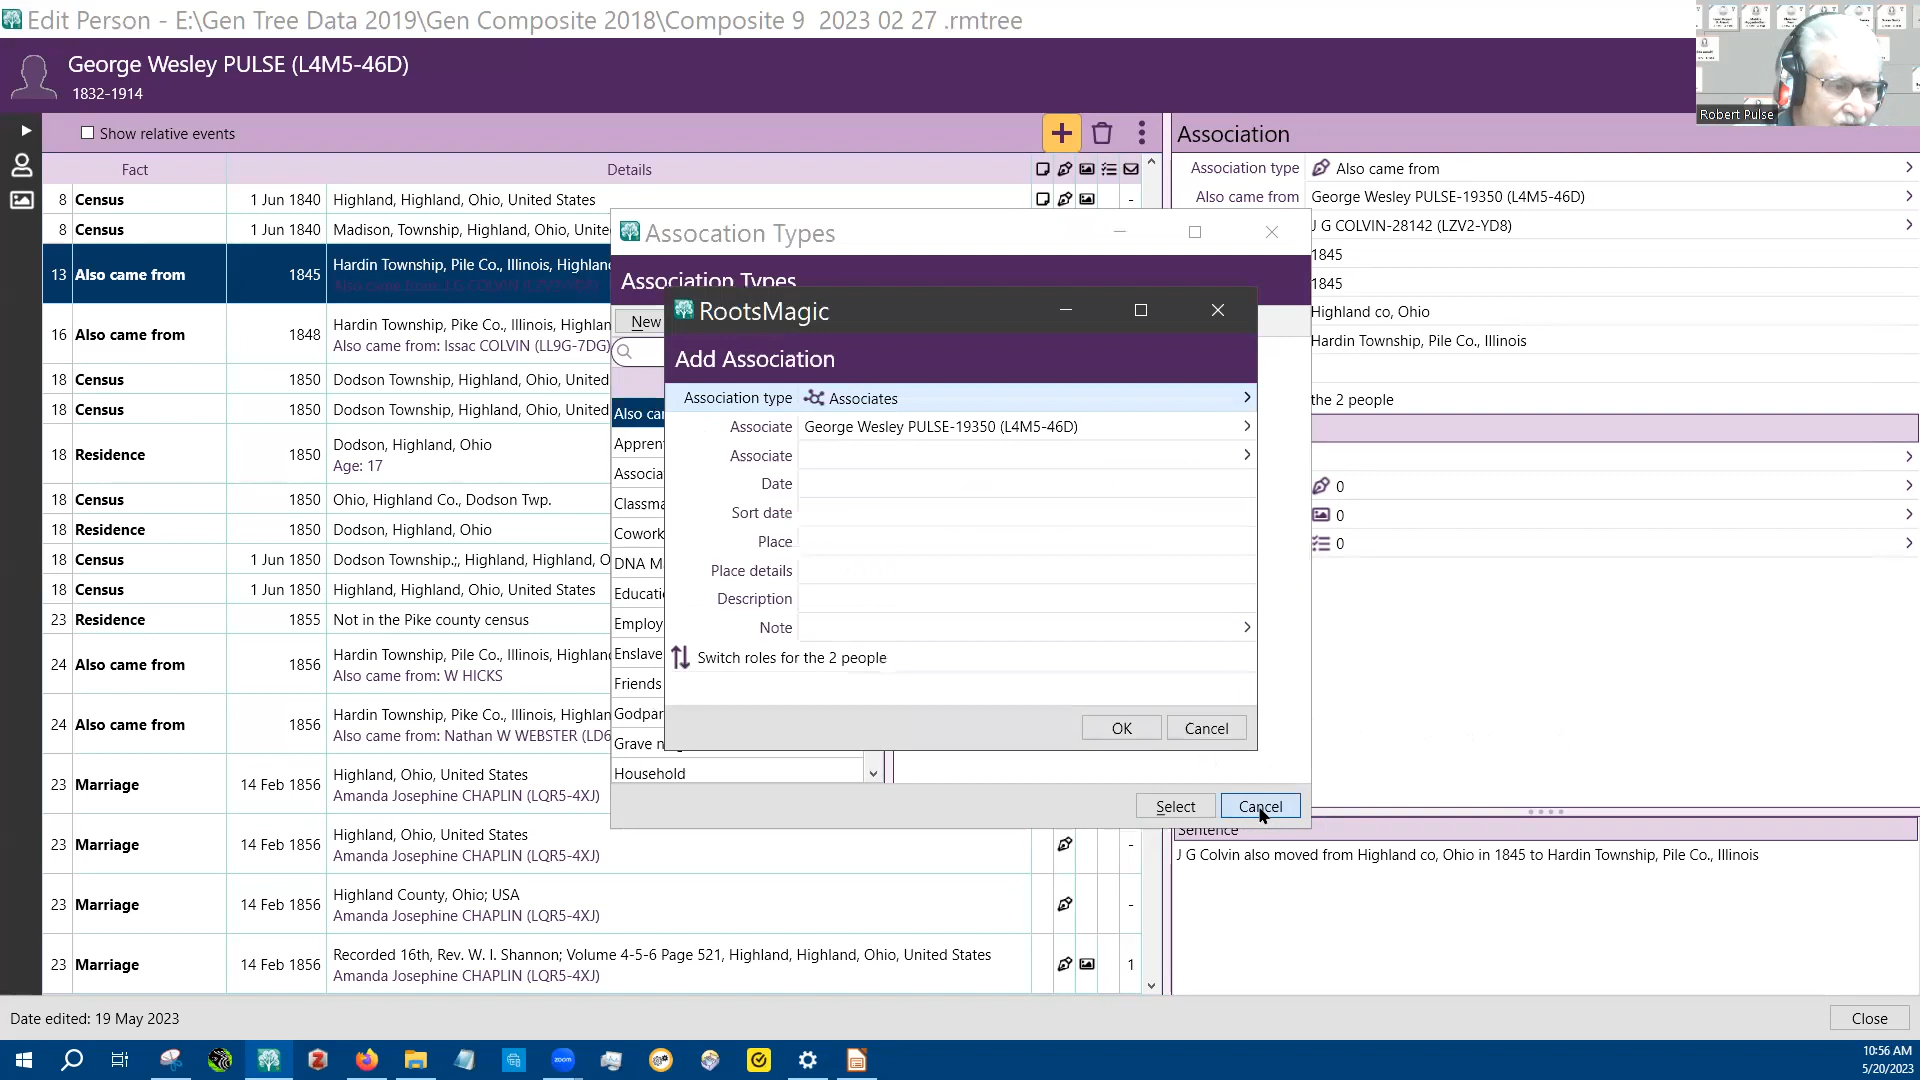 Edit Person - E:\Gen Tree Data 2019\Gen Composite 2018\Composite 9  2023 02 27 .rmtree
George Wesley PULSE (L4M5-46D)
1832-1914
Robert Pulse
Show relative events
Association
Fact Details
Association type Also came from
Also came from George Wesley PULSE-19350 (L4M5-46D)
J G COLVIN-28142 (LZV2-YD8)
1845
1845
Highland co, Ohio
Hardin Township, Pile Co., Illinois
the 2 people
0
0
0
Sentence
J G Colvin also moved from Highland co, Ohio in 1845 to Hardin Township, Pile Co., Illinois
8 Census 1 Jun 1840 Highland, Highland, Ohio, United States -
8 Census 1 Jun 1840 Madison, Township, Highland, Ohio, Unite
13 Also came from 1845 Hardin Township, Pile Co., Illinois, Highlan
Also came from: J G COLVIN (LZV2-YD8)
16 Also came from 1848 Hardin Township, Pike Co., Illinois, Highlan
Also came from: Issac COLVIN (LL9G-7DG)
18 Census 1850 Dodson Township, Highland, Ohio, United
18 Census 1850 Dodson Township, Highland, Ohio, United
18 Residence 1850 Dodson, Highland, Ohio
Age: 17
18 Census 1850 Ohio, Highland Co., Dodson Twp.
18 Residence 1850 Dodson, Highland, Ohio
18 Census 1 Jun 1850 Dodson Township.;, Highland, Highland, O
18 Census 1 Jun 1850 Highland, Highland, Ohio, United States
23 Residence 1855 Not in the Pike county census
24 Also came from 1856 Hardin Township, Pile Co., Illinois, Highlan
Also came from: W HICKS
24 Also came from 1856 Hardin Township, Pike Co., Illinois, Highlan
Also came from: Nathan W WEBSTER (LD6
23 Marriage 14 Feb 1856 Highland, Ohio, United States
Amanda Josephine CHAPLIN (LQR5-4XJ)
23 Marriage 14 Feb 1856 Highland, Ohio, United States -
Amanda Josephine CHAPLIN (LQR5-4XJ)
23 Marriage 14 Feb 1856 Highland County, Ohio; USA -
Amanda Josephine CHAPLIN (LQR5-4XJ)
23 Marriage 14 Feb 1856 Recorded 16th, Rev. W. I. Shannon; Volume 4-5-6 Page 521, Highland, Highland, Ohio, United States 1
Amanda Josephine CHAPLIN (LQR5-4XJ)
Assocation Types
Association Types
New
Also ca
Appren
Associa
Classma
Cowork
DNA M
Educati
Employ
Enslave
Friends
Godpar
Grave n
Household
Select Cancel
RootsMagic
Add Association
Association type Associates
Associate George Wesley PULSE-19350 (L4M5-46D)
Associate
Date
Sort date
Place
Place details
Description
Note
Switch roles for the 2 people
OK Cancel
Date edited: 19 May 2023
Close
zoom
10:56 AM
5/20/2023